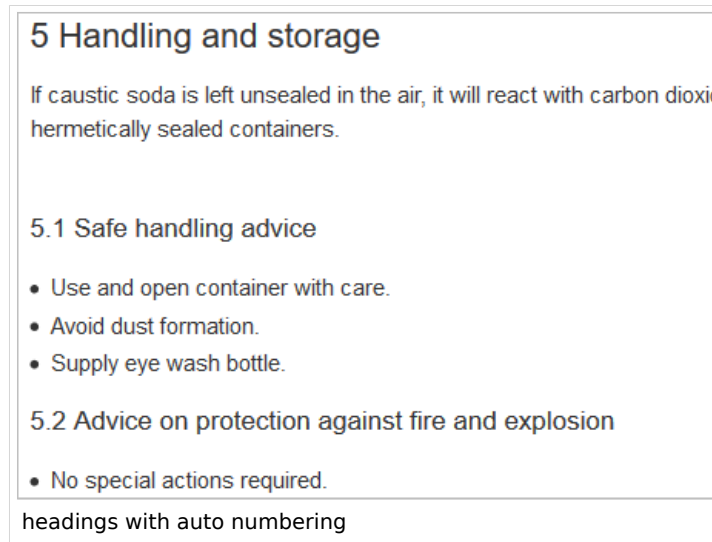 5 Handling and storage
If caustic soda is left unsealed in the air, it will react with carbon
hermetically sealed containers.
5.1 Safe handling advice
• Use and open container with care.
• Avoid dust formation.
• Supply eye wash bottle.
5.2 Advice on protection against fire and explosion
• No special actions required.
headings with auto numbering